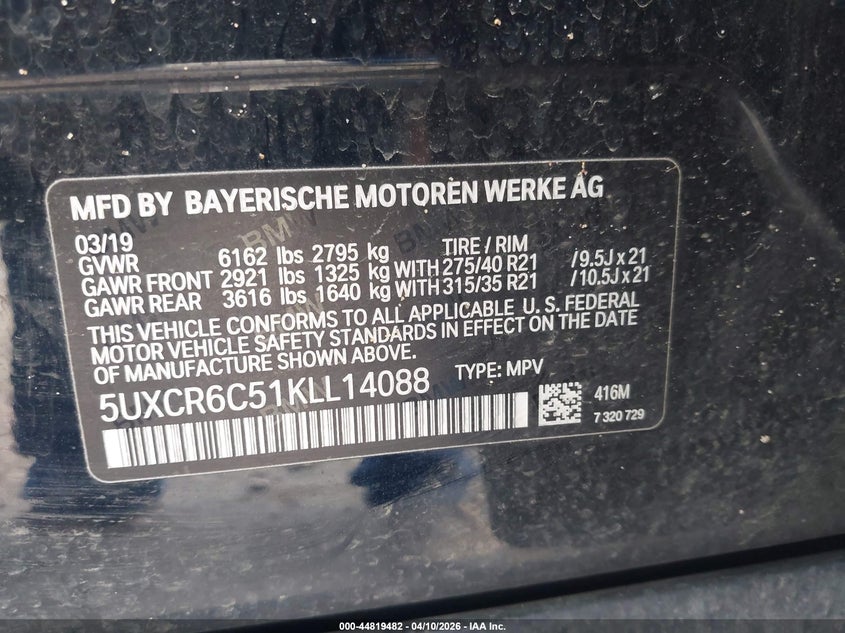 MFD BY BAYERISCHE MOTOREN WERKE AG
03/19 TIRE / RIM
GVWR 6162 lbs 2795 kg
GAWR FRONT 2921 lbs 1325 kg WITH 275/40 R21 /9.5J x 21
GAWR REAR 3616 lbs 1640 kg WITH 315/35 R21 /10.5J x 21
THIS VEHICLE CONFORMS TO ALL APPLICABLE U. S. FEDERAL
MOTOR VEHICLE SAFETY STANDARDS IN EFFECT ON THE DATE
OF MANUFACTURE SHOWN ABOVE.
5UXCR6C51KLL14088 TYPE: MPV
416M
7 320 729
000-44819482 - 04/10/2026 - IAA Inc.